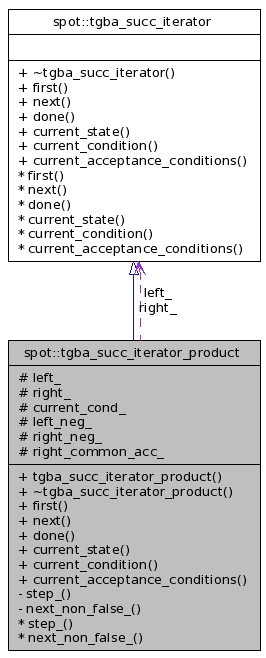 spot::tgba_succ_iterator
+ ~tgba_succ_iterator()
+ first()
+ next()
+ done()
+ current_state()
+ current_condition()
+ current_acceptance_conditions()
* first()
* next()
* done()
* current_state()
* current_condition()
* current_acceptance_conditions()
left_
right_
spot::tgba_succ_iterator_product
# left_
# right_
# current_cond_
# left_neg_
# right_neg_
# right_common_acc_
+ tgba_succ_iterator_product()
+ ~tgba_succ_iterator_product()
+ first()
+ next()
+ done()
+ current_state()
+ current_condition()
+ current_acceptance_conditions()
- step_()
- next_non_false_()
* step_()
* next_non_false_()